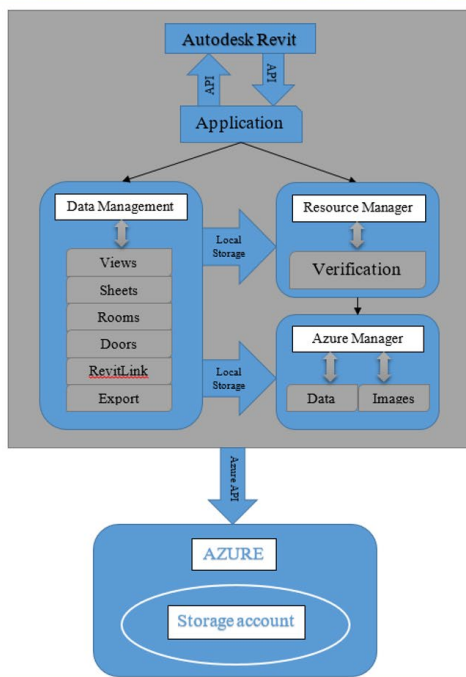 Autodesk Revit
API
API
Application
Data Management
Views
Sheets
Rooms
Doors
RevitLink
Export
Local
Storage
Local
Storage
Resource Manager
Verification
Azure Manager
Data
Images
Azure API
AZURE
Storage account